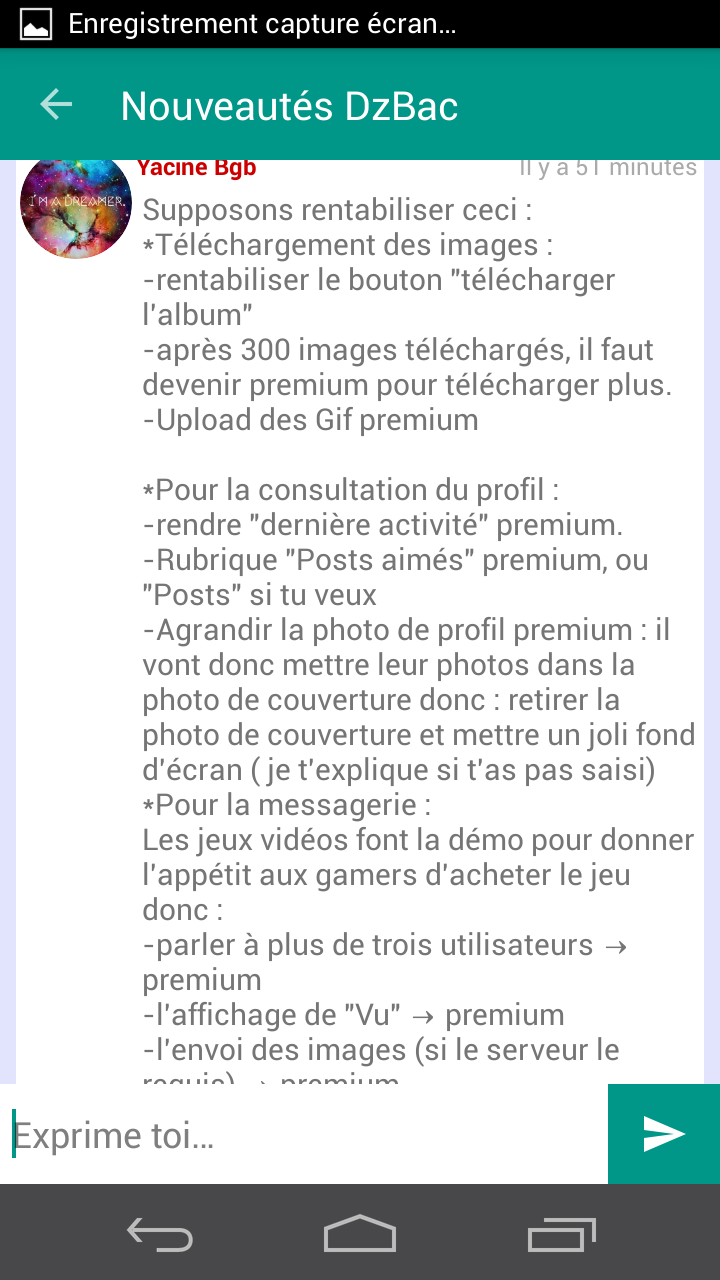 Enregistrement capture écran...
Nouveautés DzBac
Yacine Bgb
Il y a 51 minutes
I'M A DREAMER.
Supposons rentabiliser ceci :
*Téléchargement des images :
-rentabiliser le bouton "télécharger
l'album"
-après 300 images téléchargés, il faut
devenir premium pour télécharger plus.
-Upload des Gif premium
*Pour la consultation du profil :
-rendre "dernière activité" premium.
-Rubrique "Posts aimés" premium, ou
"Posts" si tu veux
-Agrandir la photo de profil premium : il
vont donc mettre leur photos dans la
photo de couverture donc : retirer la
photo de couverture et mettre un joli fond
d'écran ( je t'explique si t'as pas saisi)
*Pour la messagerie :
Les jeux vidéos font la démo pour donner
l'appétit aux gamers d'acheter le jeu
donc :
-parler à plus de trois utilisateurs →
premium
-l'affichage de "Vu" → premium
-l'envoi des images (si le serveur le
requis) → premium
Exprime toi...